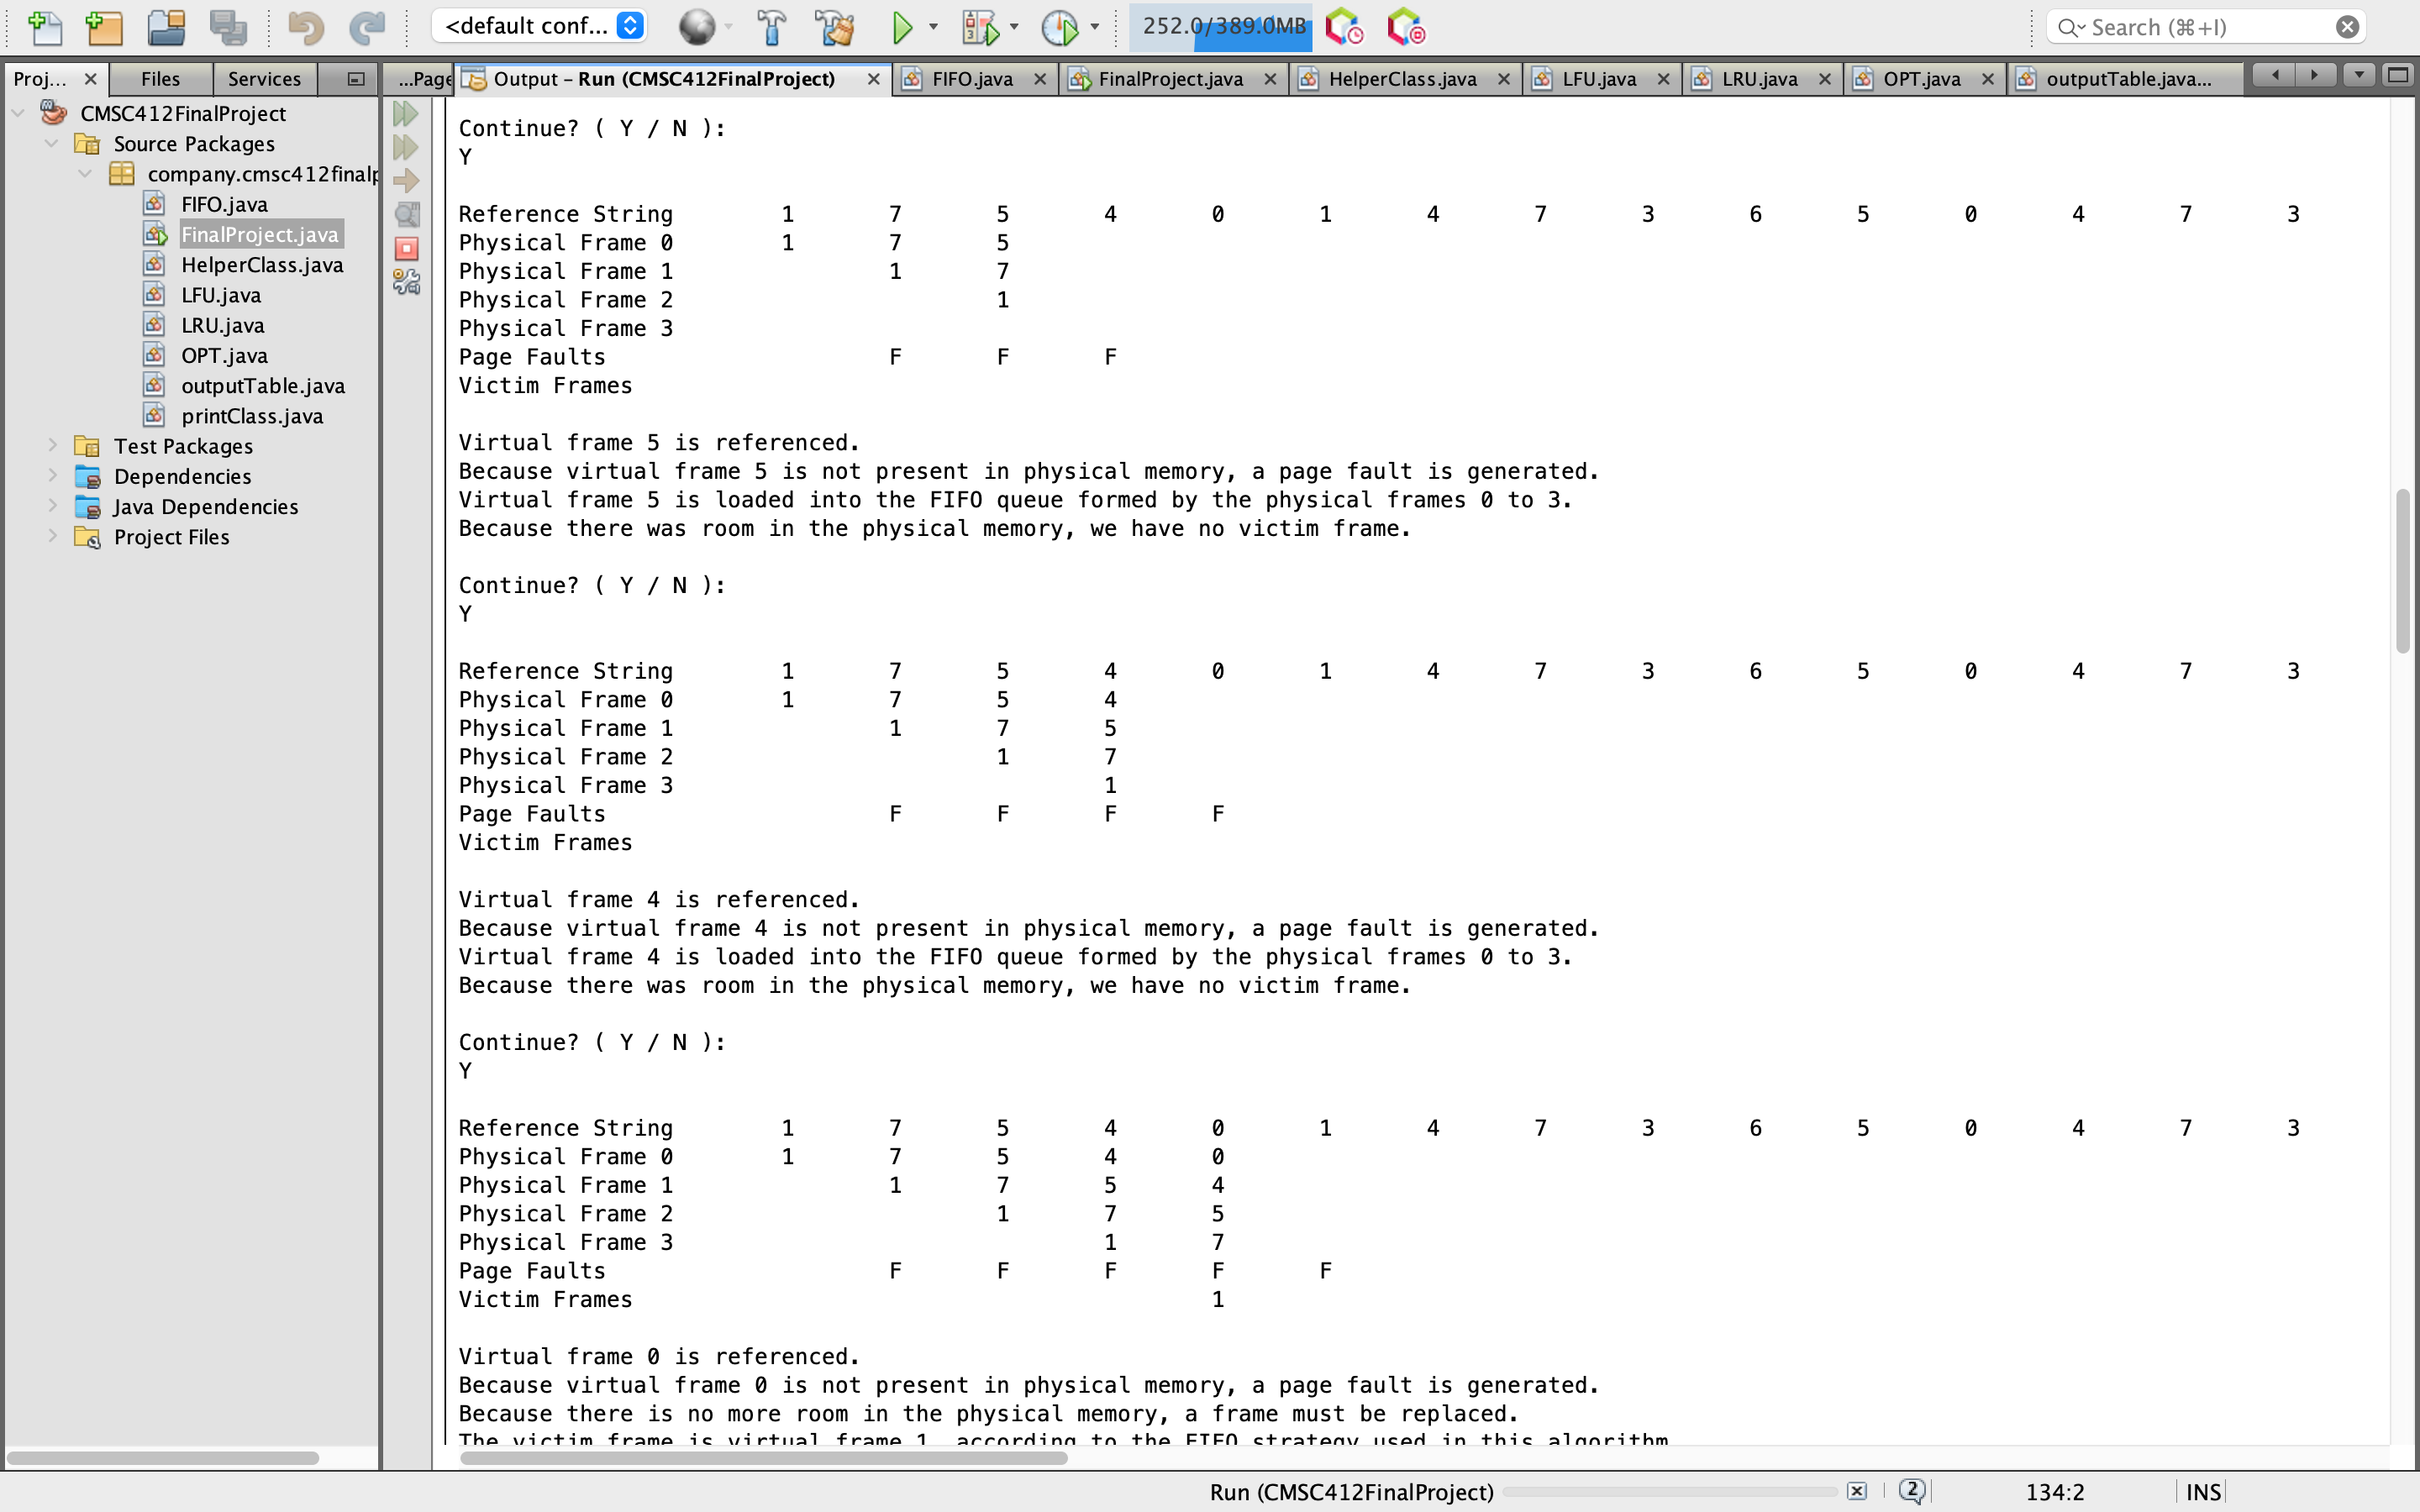 <default conf...
252.0/389.0MB
Search (⌘+I)
Proj...
Files
Services
...Page
Output – Run (CMSC412FinalProject)
FIFO.java
FinalProject.java
HelperClass.java
LFU.java
LRU.java
OPT.java
outputTable.java...
CMSC412FinalProject
Source Packages
company.cmsc412finalp
FIFO.java
FinalProject.java
HelperClass.java
LFU.java
LRU.java
OPT.java
outputTable.java
printClass.java
Test Packages
Dependencies
Java Dependencies
Project Files
Continue? ( Y / N ):
Y
Reference String 1 7 5 4 0 1 4 7 3 6 5 0 4 7 3
Physical Frame 0 1 7 5
Physical Frame 1 1 7
Physical Frame 2 1
Physical Frame 3
Page Faults F F F
Victim Frames
Virtual frame 5 is referenced.
Because virtual frame 5 is not present in physical memory, a page fault is generated.
Virtual frame 5 is loaded into the FIFO queue formed by the physical frames 0 to 3.
Because there was room in the physical memory, we have no victim frame.
Continue? ( Y / N ):
Y
Reference String 1 7 5 4 0 1 4 7 3 6 5 0 4 7 3
Physical Frame 0 1 7 5 4
Physical Frame 1 1 7 5
Physical Frame 2 1 7
Physical Frame 3 1
Page Faults F F F F
Victim Frames
Virtual frame 4 is referenced.
Because virtual frame 4 is not present in physical memory, a page fault is generated.
Virtual frame 4 is loaded into the FIFO queue formed by the physical frames 0 to 3.
Because there was room in the physical memory, we have no victim frame.
Continue? ( Y / N ):
Y
Reference String 1 7 5 4 0 1 4 7 3 6 5 0 4 7 3
Physical Frame 0 1 7 5 4 0
Physical Frame 1 1 7 5 4
Physical Frame 2 1 7 5
Physical Frame 3 1 7
Page Faults F F F F F
Victim Frames 1
Virtual frame 0 is referenced.
Because virtual frame 0 is not present in physical memory, a page fault is generated.
Because there is no more room in the physical memory, a frame must be replaced.
The victim frame is virtual frame 1, according to the FIFO strategy used in this algorithm
Run (CMSC412FinalProject)
2
134:2
INS